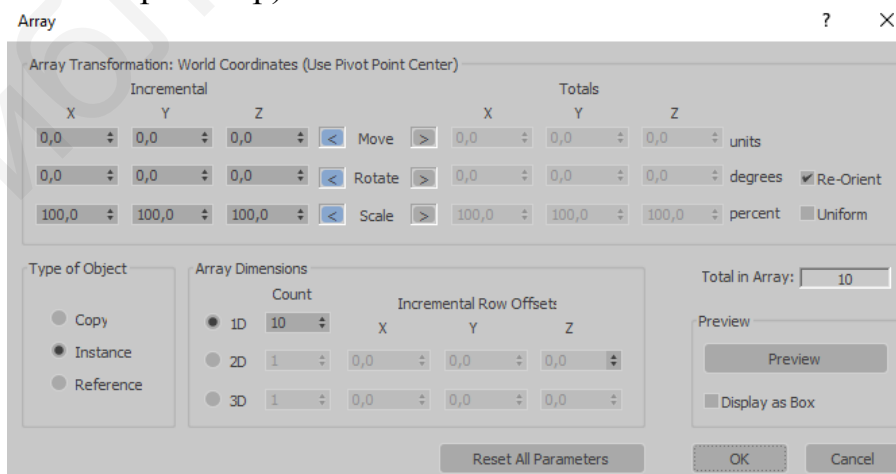 Array ? ×
Array Transformation: World Coordinates (Use Pivot Point Center)
Incremental Totals
X Y Z X Y Z
0,0 0,0 0,0 < Move > 0,0 0,0 0,0 units
0,0 0,0 0,0 < Rotate > 0,0 0,0 0,0 degrees Re-Orient
100,0 100,0 100,0 < Scale > 100,0 100,0 100,0 percent Uniform
Type of Object
Copy
Instance
Reference
Array Dimensions
Count Incremental Row Offsets
1D 10 X Y Z
2D 1 0,0 0,0 0,0
3D 1 0,0 0,0 0,0
Total in Array: 10
Preview
Preview
Display as Box
Reset All Parameters OK Cancel